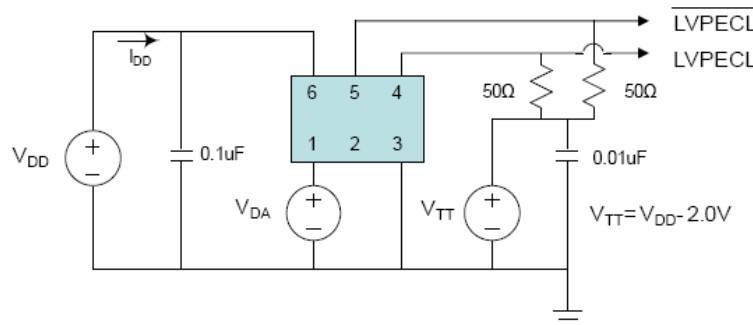 L̅V̅P̅E̅C̅L̅
LVPECL
I_DD
6 5 4
1 2 3
50Ω 50Ω
V_DD
0.1uF
0.01uF
V_DA
V_TT
V_TT=V_DD-2.0V